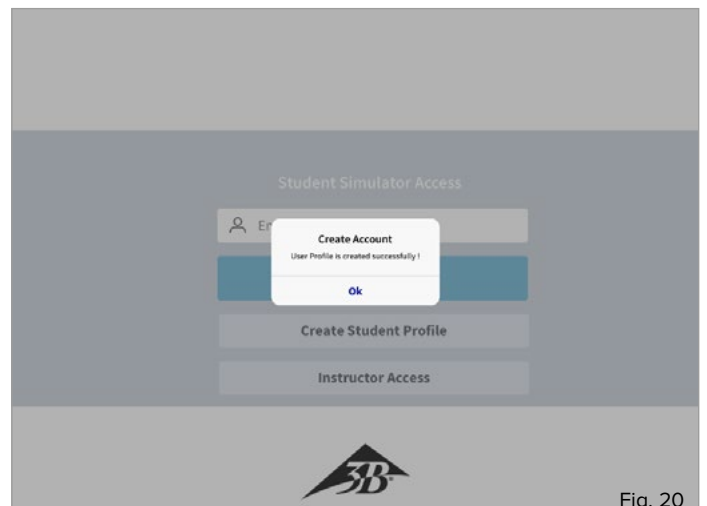 Student Simulator Access
Create Account
User Profile is created successfully !
Ok
Create Student Profile
Instructor Access
3B
Fig. 20